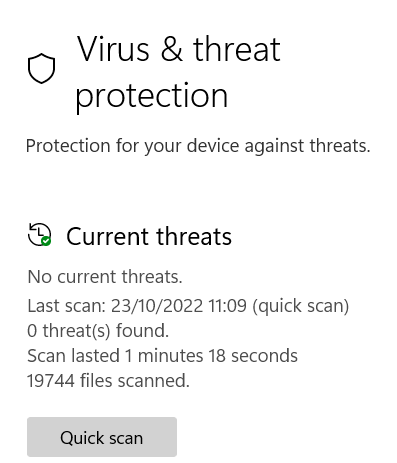 Virus & threat
protection
Protection for your device against threats.
Current threats
No current threats.
Last scan: 23/10/2022 11:09 (quick scan)
0 threat(s) found.
Scan lasted 1 minutes 18 seconds
19744 files scanned.
Quick scan